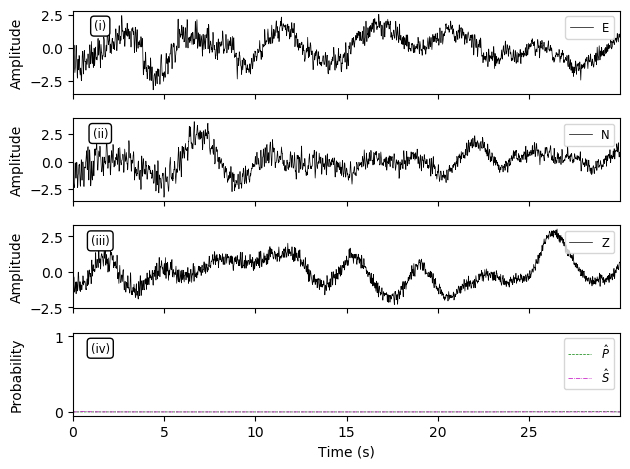 2.5
0.0
−2.5
Amplitude
(i)
E
2.5
0.0
−2.5
Amplitude
(ii)
N
2.5
0.0
−2.5
Amplitude
(iii)
Z
1
0
Probability
(iv)
P̂
Ŝ
0 5 10 15 20 25
Time (s)